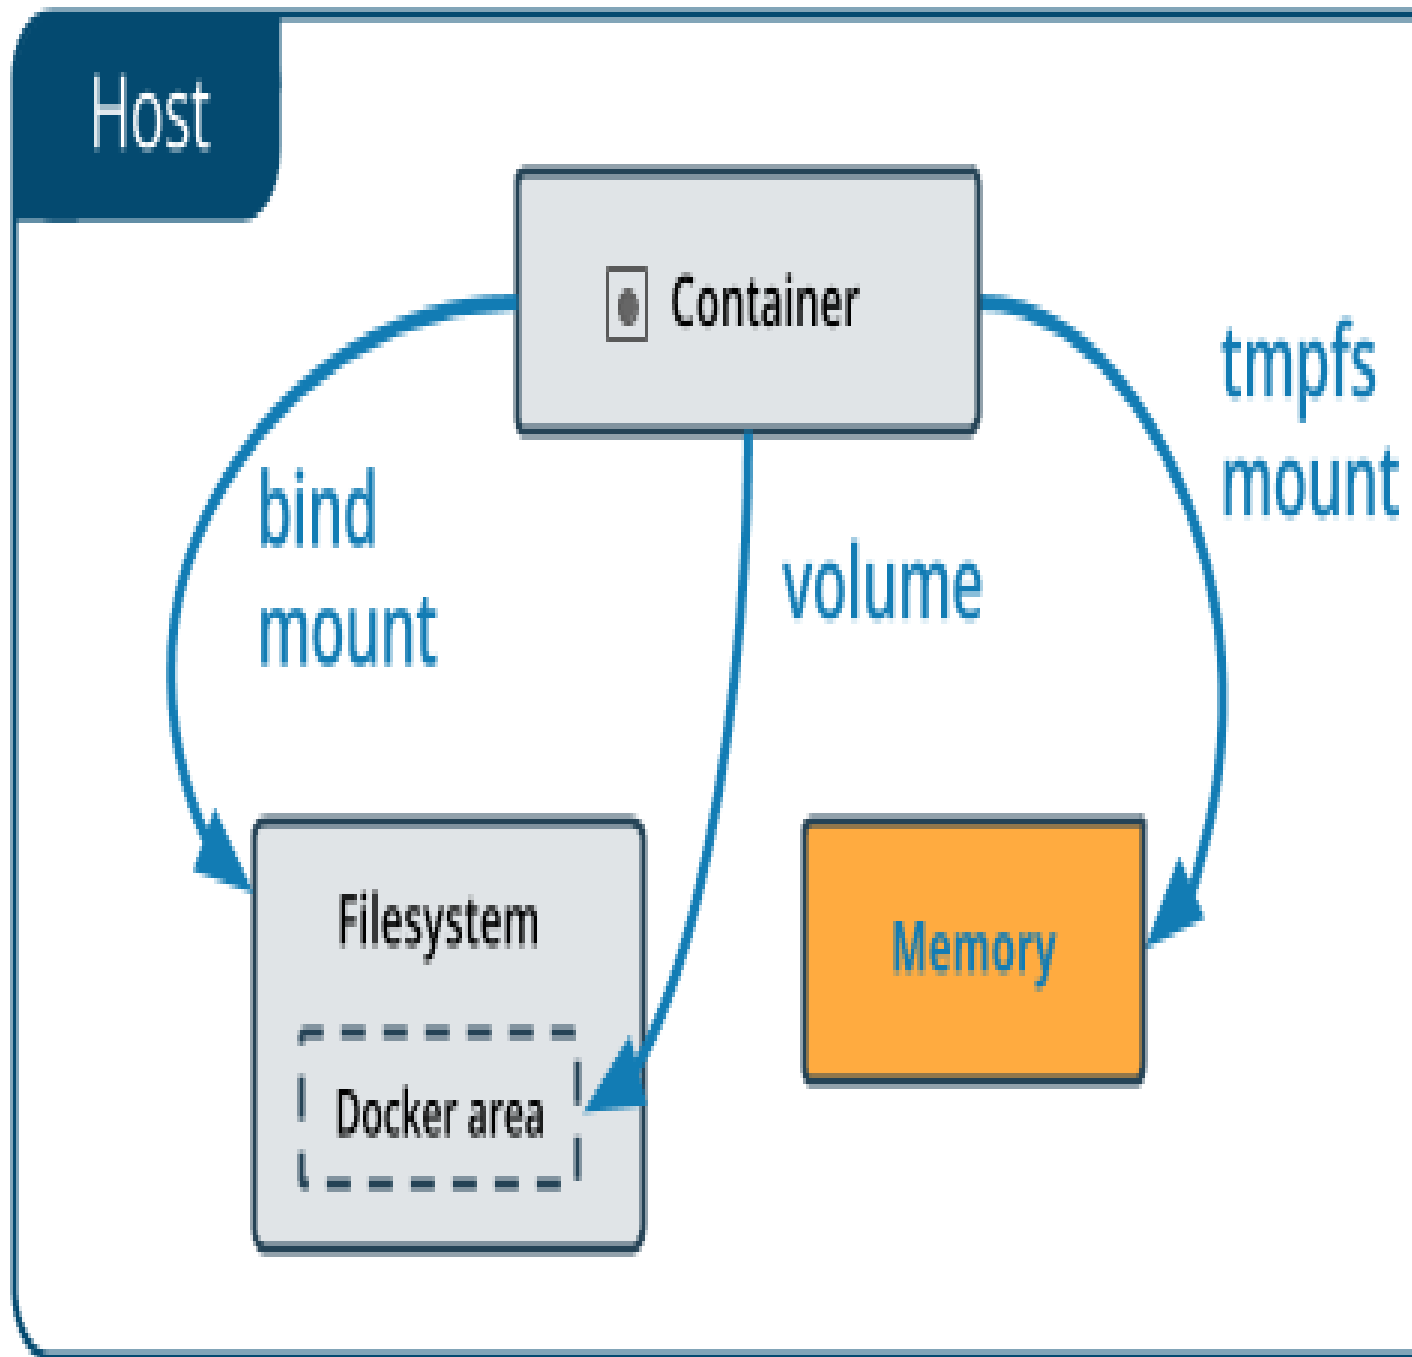 Host
Container
tmpfs
mount
bind
mount
volume
Filesystem
Memory
Docker area